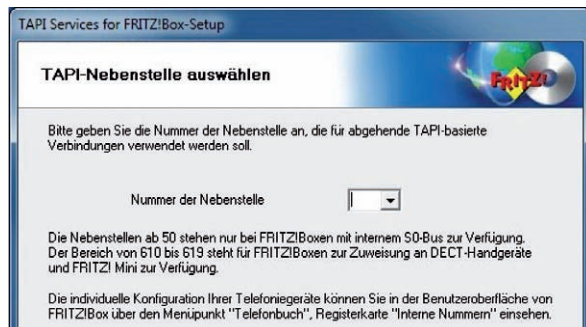 TAPI Services for FRITZ!Box-Setup
TAPI-Nebenstelle auswählen
FRITZ!
Bitte geben Sie die Nummer der Nebenstelle an, die für abgehende TAPI-basierte
Verbindungen verwendet werden soll.
Nummer der Nebenstelle
Die Nebenstellen ab 50 stehen nur bei FRITZ!Boxen mit internem S0-Bus zur Verfügung.
Der Bereich von 610 bis 619 steht für FRITZ!Boxen zur Zuweisung an DECT-Handgeräte
und FRITZ! Mini zur Verfügung.
Die individuelle Konfiguration Ihrer Telefoniegeräte können Sie in der Benutzeroberfläche von
FRITZ!Box über den Menüpunkt "Telefonbuch", Registerkarte "Interne Nummern" einsehen.